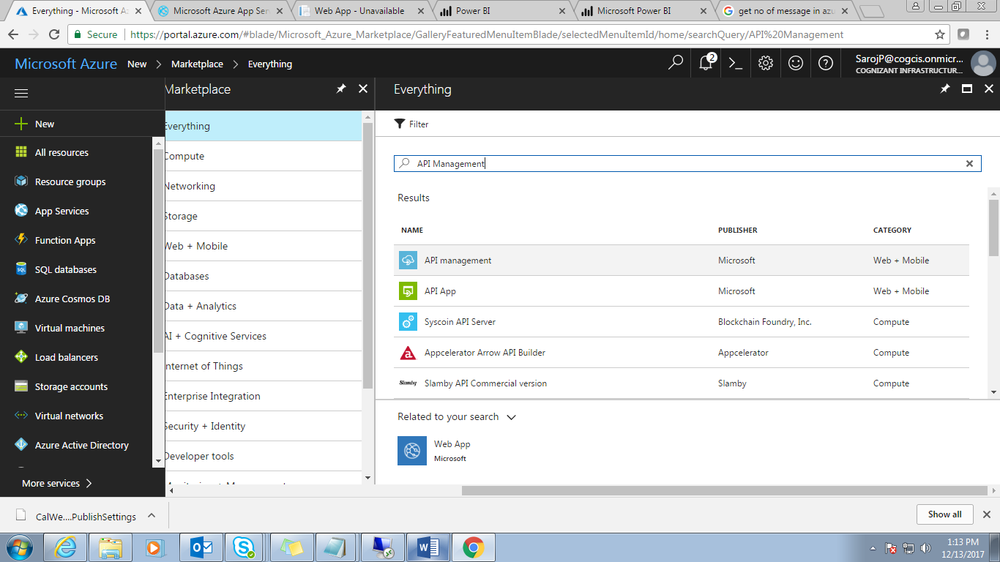 Everything - Microsoft Az
Microsoft Azure App Ser
Web App - Unavailable
Power BI
Microsoft Power BI
get no of message in azu
Secure
https://portal.azure.com/#blade/Microsoft_Azure_Marketplace/GalleryFeaturedMenuItemBlade/selectedMenuItemId/home/searchQuery/API%20Management
Microsoft Azure New > Marketplace > Everything
2
SarojP@cogcis.onmicr...
COGNIZANT INFRASTRUCTUR...
New
All resources
Resource groups
App Services
Function Apps
SQL databases
Azure Cosmos DB
Virtual machines
Load balancers
Storage accounts
Virtual networks
Azure Active Directory
More services >
Marketplace
Everything
Compute
Networking
Storage
Web + Mobile
Databases
Data + Analytics
AI + Cognitive Services
Internet of Things
Enterprise Integration
Security + Identity
Developer tools
Everything
Filter
API Management
Results
NAME PUBLISHER CATEGORY
API management Microsoft Web + Mobile
API App Microsoft Web + Mobile
Syscoin API Server Blockchain Foundry, Inc. Compute
Appcelerator Arrow API Builder Appcelerator Compute
Slamby Slamby API Commercial version Slamby Compute
Related to your search
Web App
Microsoft
CalWe....PublishSettings
Show all
1:13 PM
12/13/2017